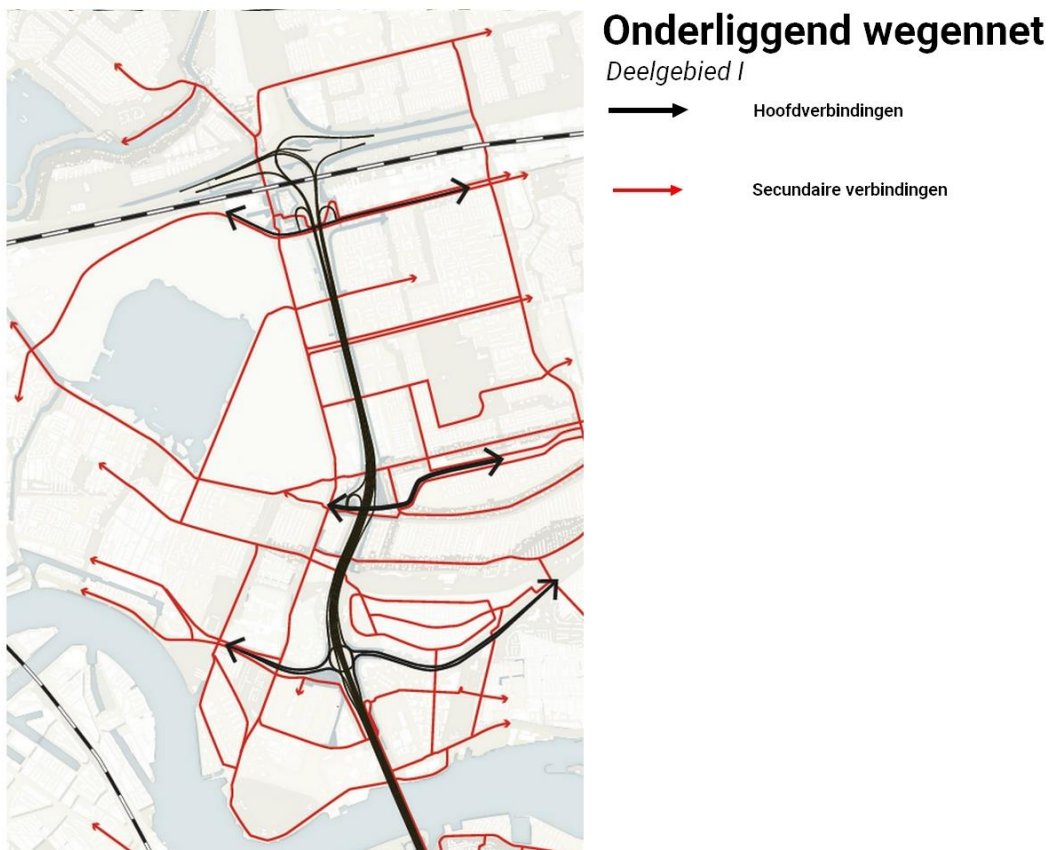 Onderliggend wegennet
Deelgebied I
Hoofdverbindingen
Secundaire verbindingen